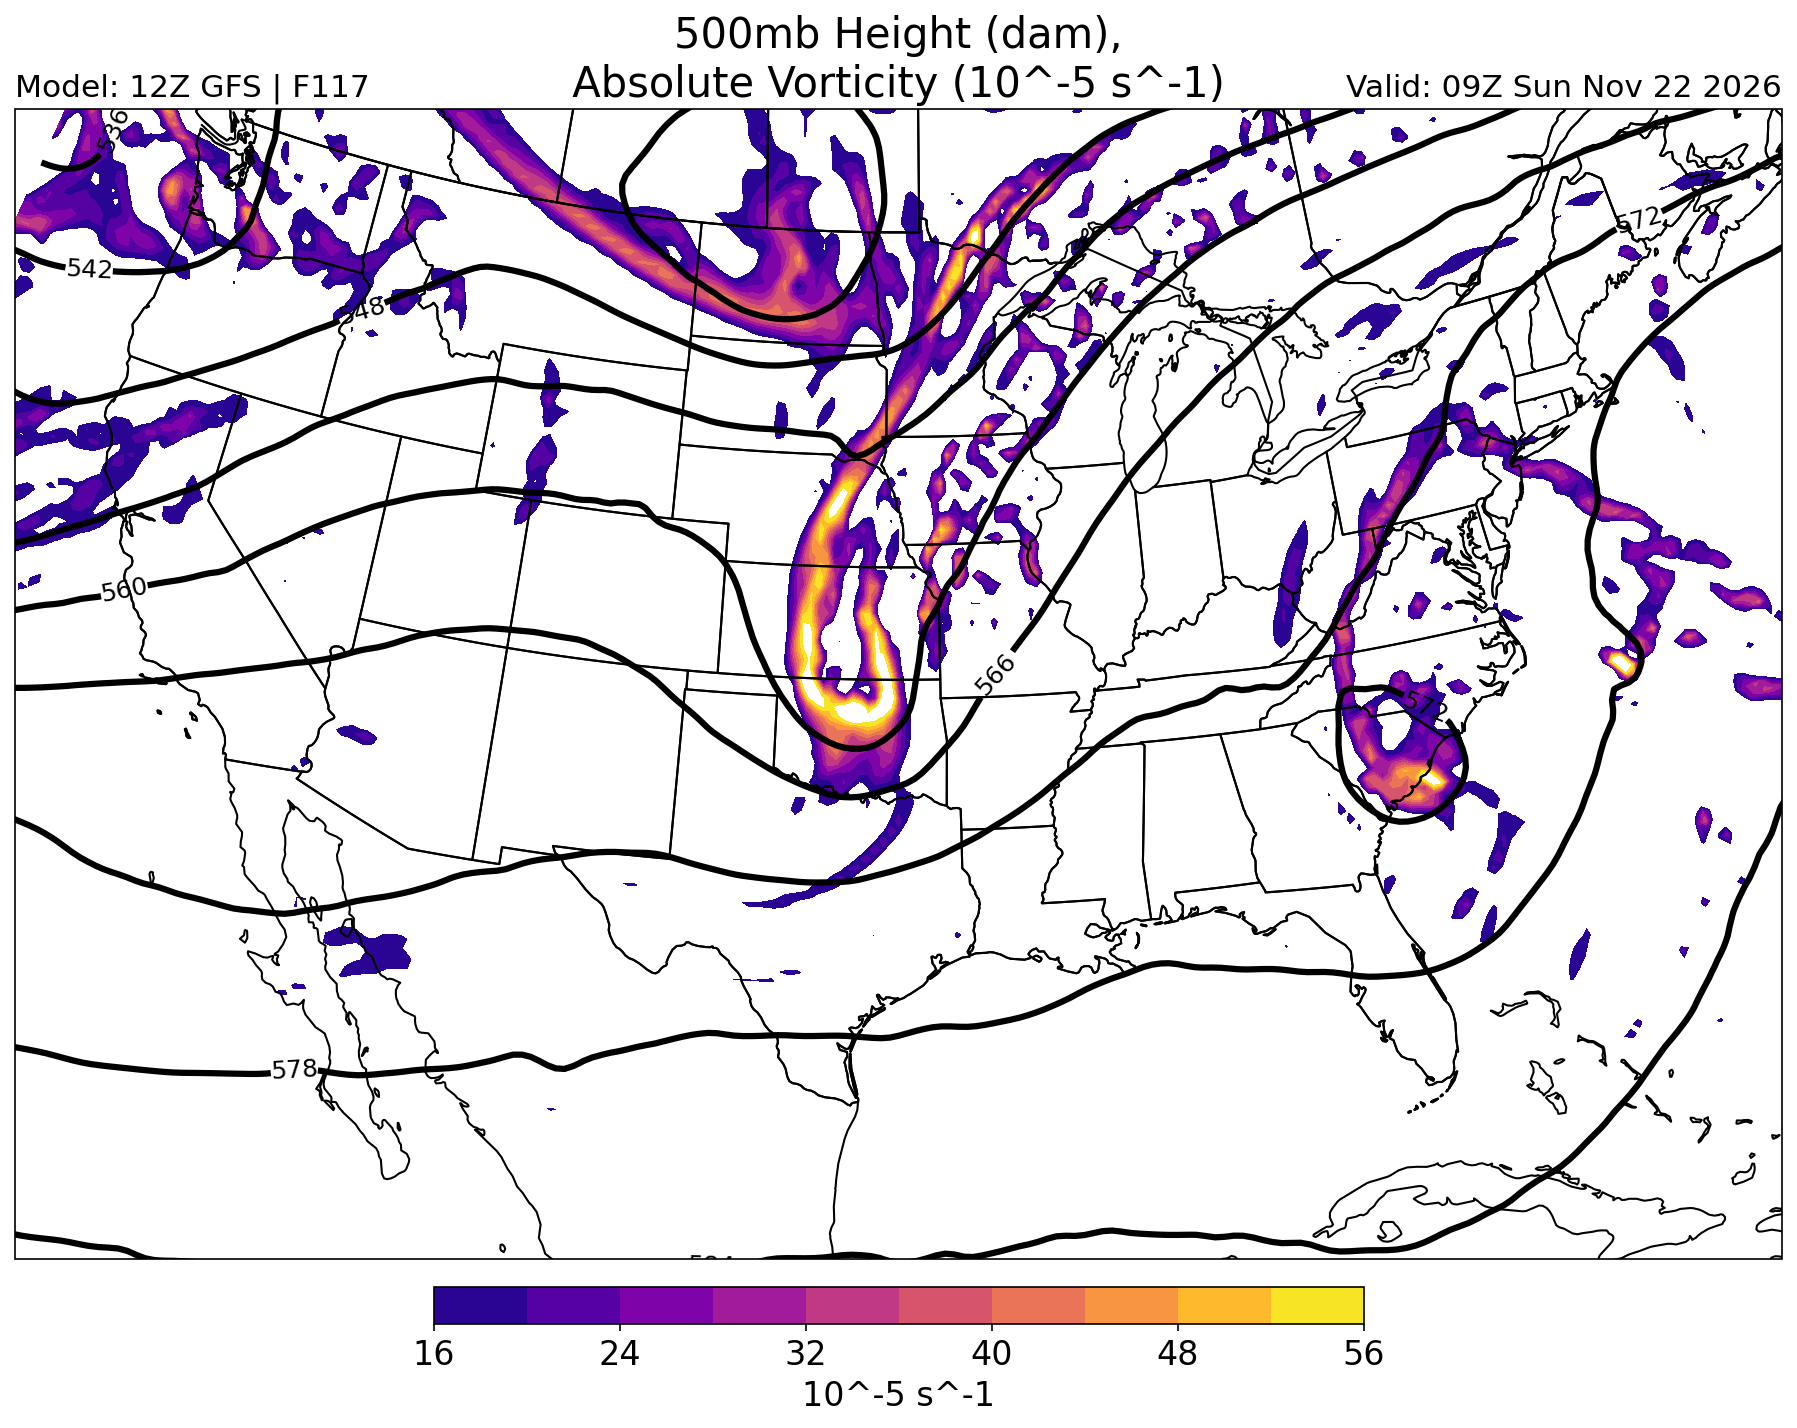 500mb Height (dam),
Model: 12Z GFS | F117
Absolute Vorticity (10^-5 s^-1)
Valid: 09Z Sun Nov 22 2026
536
572
542
548
560
566
572
578
16
24
32
40
48
56
10^-5 s^-1